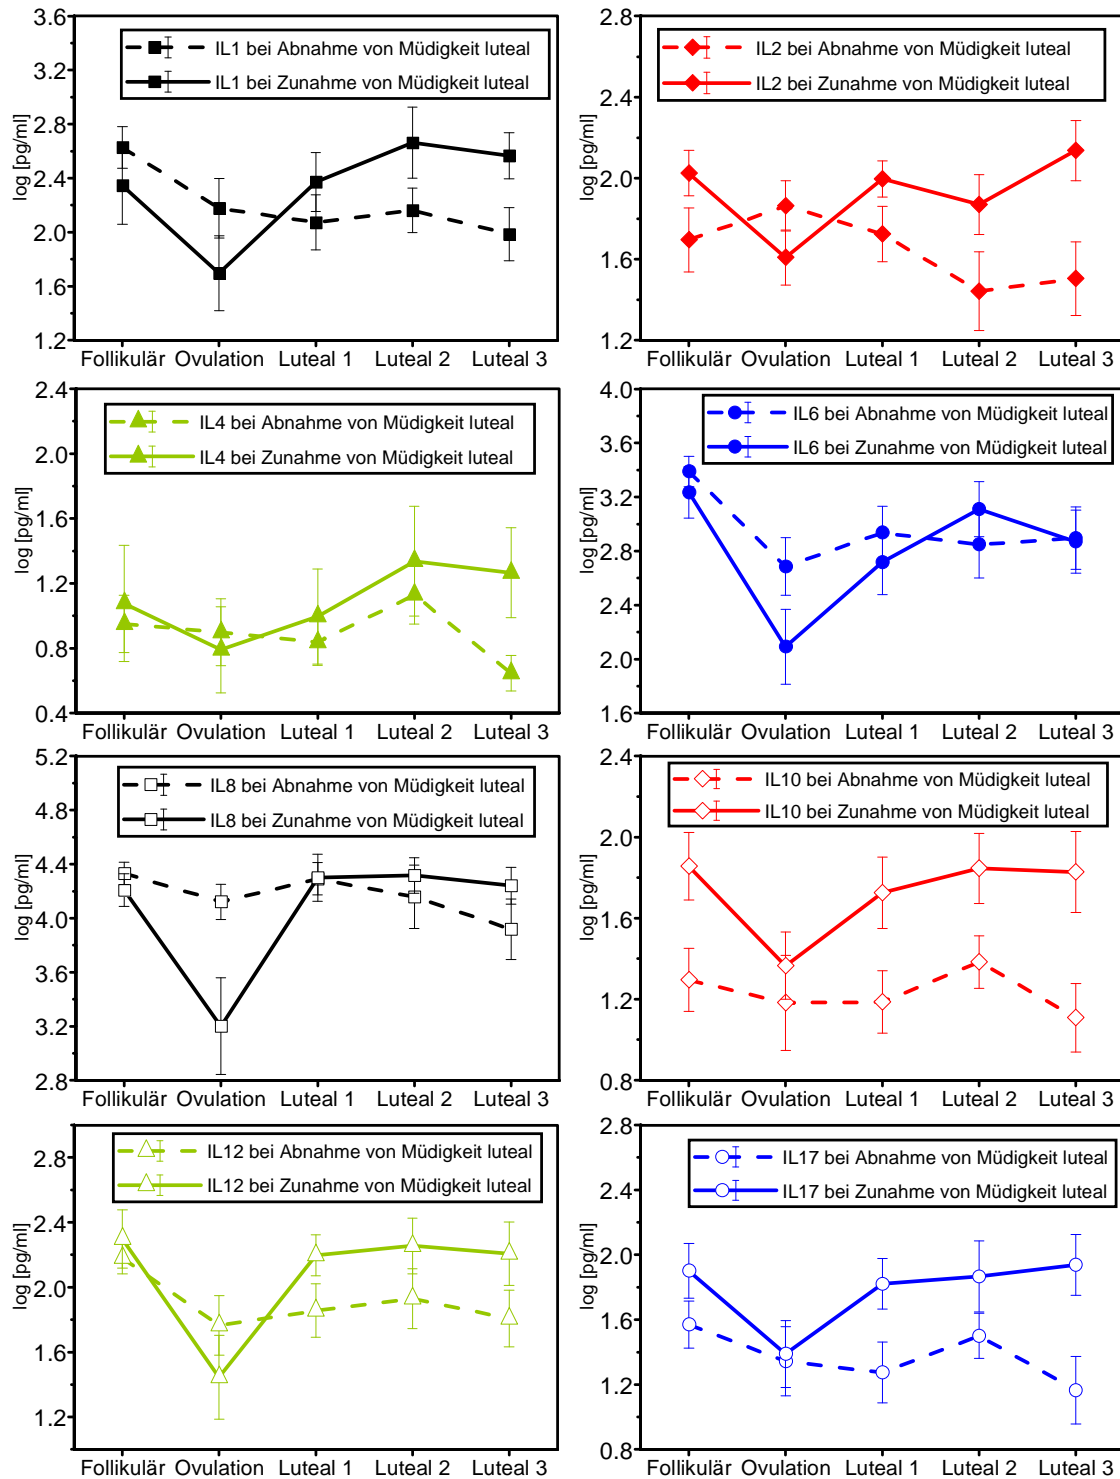 3.6
3.2
2.8
2.4
2.0
1.6
1.2
log [pg/ml]
IL1 bei Abnahme von Müdigkeit luteal
IL1 bei Zunahme von Müdigkeit luteal
Follikulär Ovulation Luteal 1 Luteal 2 Luteal 3
2.8
2.4
2.0
1.6
1.2
log [pg/ml]
IL2 bei Abnahme von Müdigkeit luteal
IL2 bei Zunahme von Müdigkeit luteal
Follikulär Ovulation Luteal 1 Luteal 2 Luteal 3
2.4
2.0
1.6
1.2
0.8
0.4
log [pg/ml]
IL4 bei Abnahme von Müdigkeit luteal
IL4 bei Zunahme von Müdigkeit luteal
Follikulär Ovulation Luteal 1 Luteal 2 Luteal 3
4.0
3.6
3.2
2.8
2.4
2.0
1.6
log [pg/ml]
IL6 bei Abnahme von Müdigkeit luteal
IL6 bei Zunahme von Müdigkeit luteal
Follikulär Ovulation Luteal 1 Luteal 2 Luteal 3
5.2
4.8
4.4
4.0
3.6
3.2
2.8
log [pg/ml]
IL8 bei Abnahme von Müdigkeit luteal
IL8 bei Zunahme von Müdigkeit luteal
Follikulär Ovulation Luteal 1 Luteal 2 Luteal 3
2.4
2.0
1.6
1.2
0.8
log [pg/ml]
IL10 bei Abnahme von Müdigkeit luteal
IL10 bei Zunahme von Müdigkeit luteal
Follikulär Ovulation Luteal 1 Luteal 2 Luteal 3
2.8
2.4
2.0
1.6
1.2
log [pg/ml]
IL12 bei Abnahme von Müdigkeit luteal
IL12 bei Zunahme von Müdigkeit luteal
Follikulär Ovulation Luteal 1 Luteal 2 Luteal 3
2.8
2.4
2.0
1.6
1.2
0.8
log [pg/ml]
IL17 bei Abnahme von Müdigkeit luteal
IL17 bei Zunahme von Müdigkeit luteal
Follikulär Ovulation Luteal 1 Luteal 2 Luteal 3